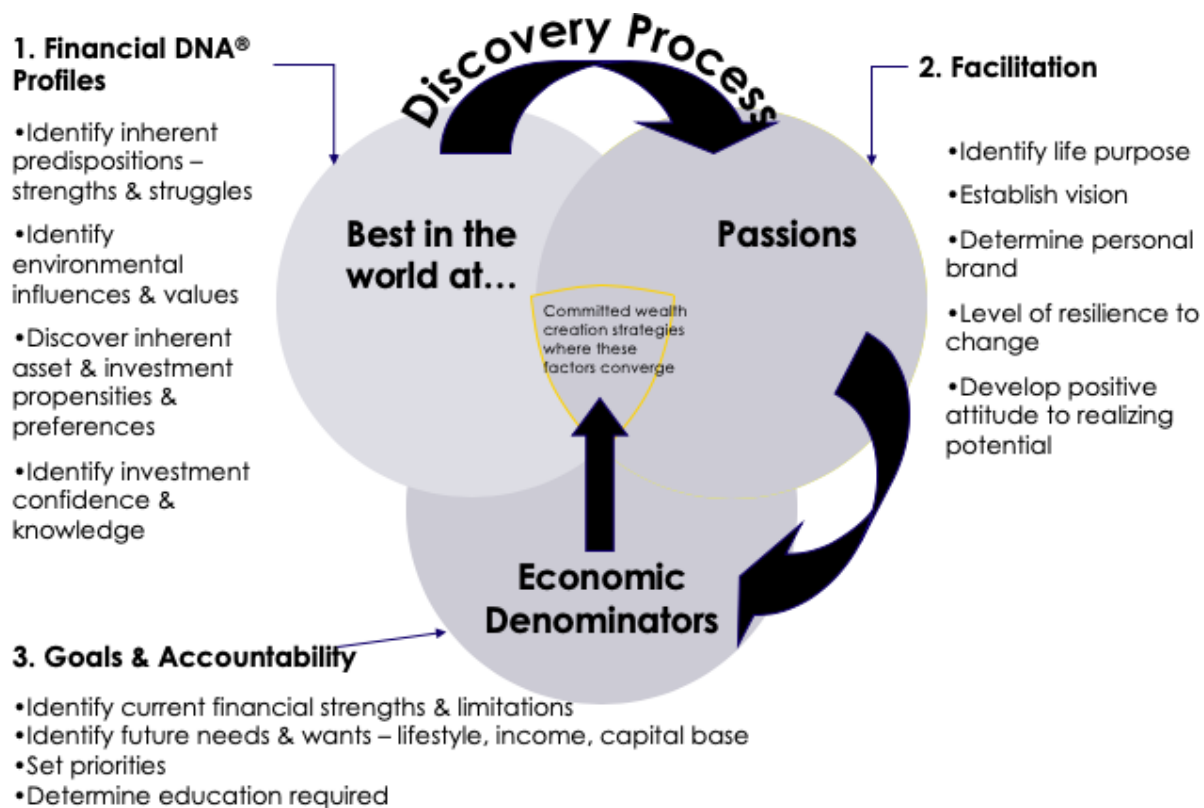 Discovery Process
1. Financial DNA®
Profiles
•Identify inherent
predispositions –
strengths & struggles
•Identify
environmental
influences & values
•Discover inherent
asset & investment
propensities &
preferences
•Identify investment
confidence &
knowledge
Best in the
world at...
Passions
Committed wealth
creation strategies
where these
factors converge
Economic
Denominators
2. Facilitation
•Identify life purpose
•Establish vision
•Determine personal
brand
•Level of resilience to
change
•Develop positive
attitude to realizing
potential
3. Goals & Accountability
•Identify current financial strengths & limitations
•Identify future needs & wants – lifestyle, income, capital base
•Set priorities
•Determine education required